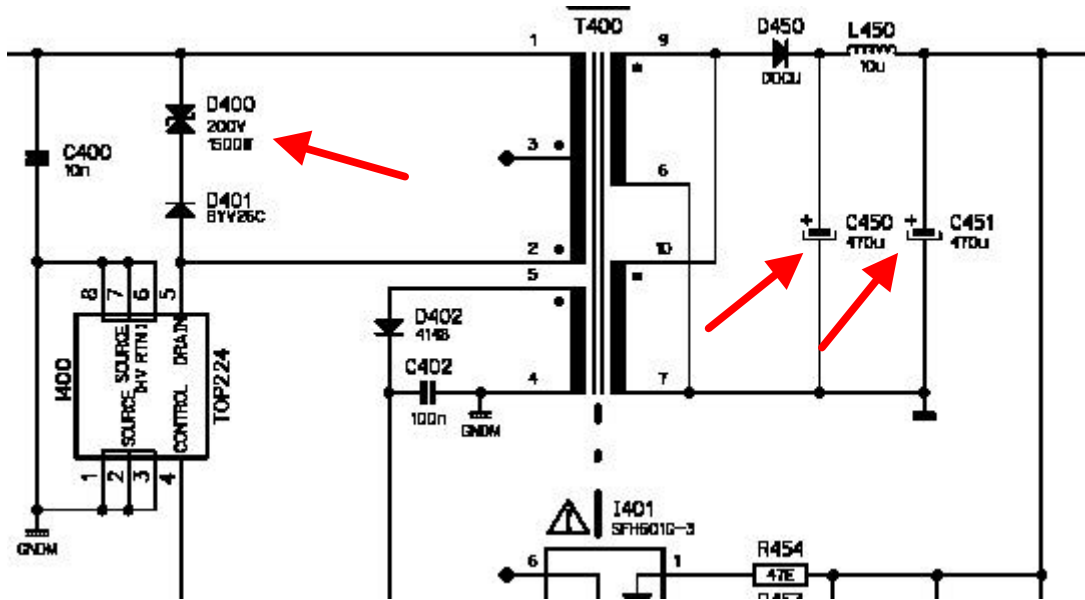 T400
D450
L450
1
9
10u
D400
200V
1500W
C400
10n
3
6
D401
BYV26C
+
C450
470u
+
C451
470u
2
10
5
8
7
6
5
D402
4148
SOURCE
SOURCE
HV RTN
DRAIN
CONTROL
I400
TOP224
C402
100n
4
7
GNDM
1
2
3
4
GNDM
I401
SFH601G-3
6
1
R454
47E